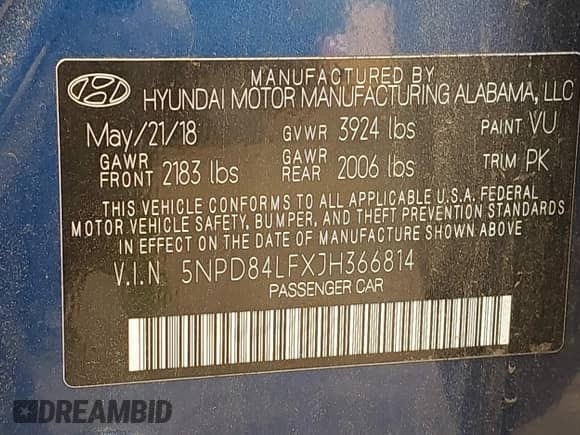 MANUFACTURED BY
HYUNDAI MOTOR MANUFACTURING ALABAMA, LLC
May/21/18 GVWR 3924 lbs PAINT VU
GAWR FRONT 2183 lbs GAWR REAR 2006 lbs TRIM PK
THIS VEHICLE CONFORMS TO ALL APPLICABLE U.S.A. FEDERAL
MOTOR VEHICLE SAFETY, BUMPER, AND THEFT PREVENTION STANDARDS
IN EFFECT ON THE DATE OF MANUFACTURE SHOWN ABOVE
V.I.N 5NPD84LFXJH366814
PASSENGER CAR
DREAMBID